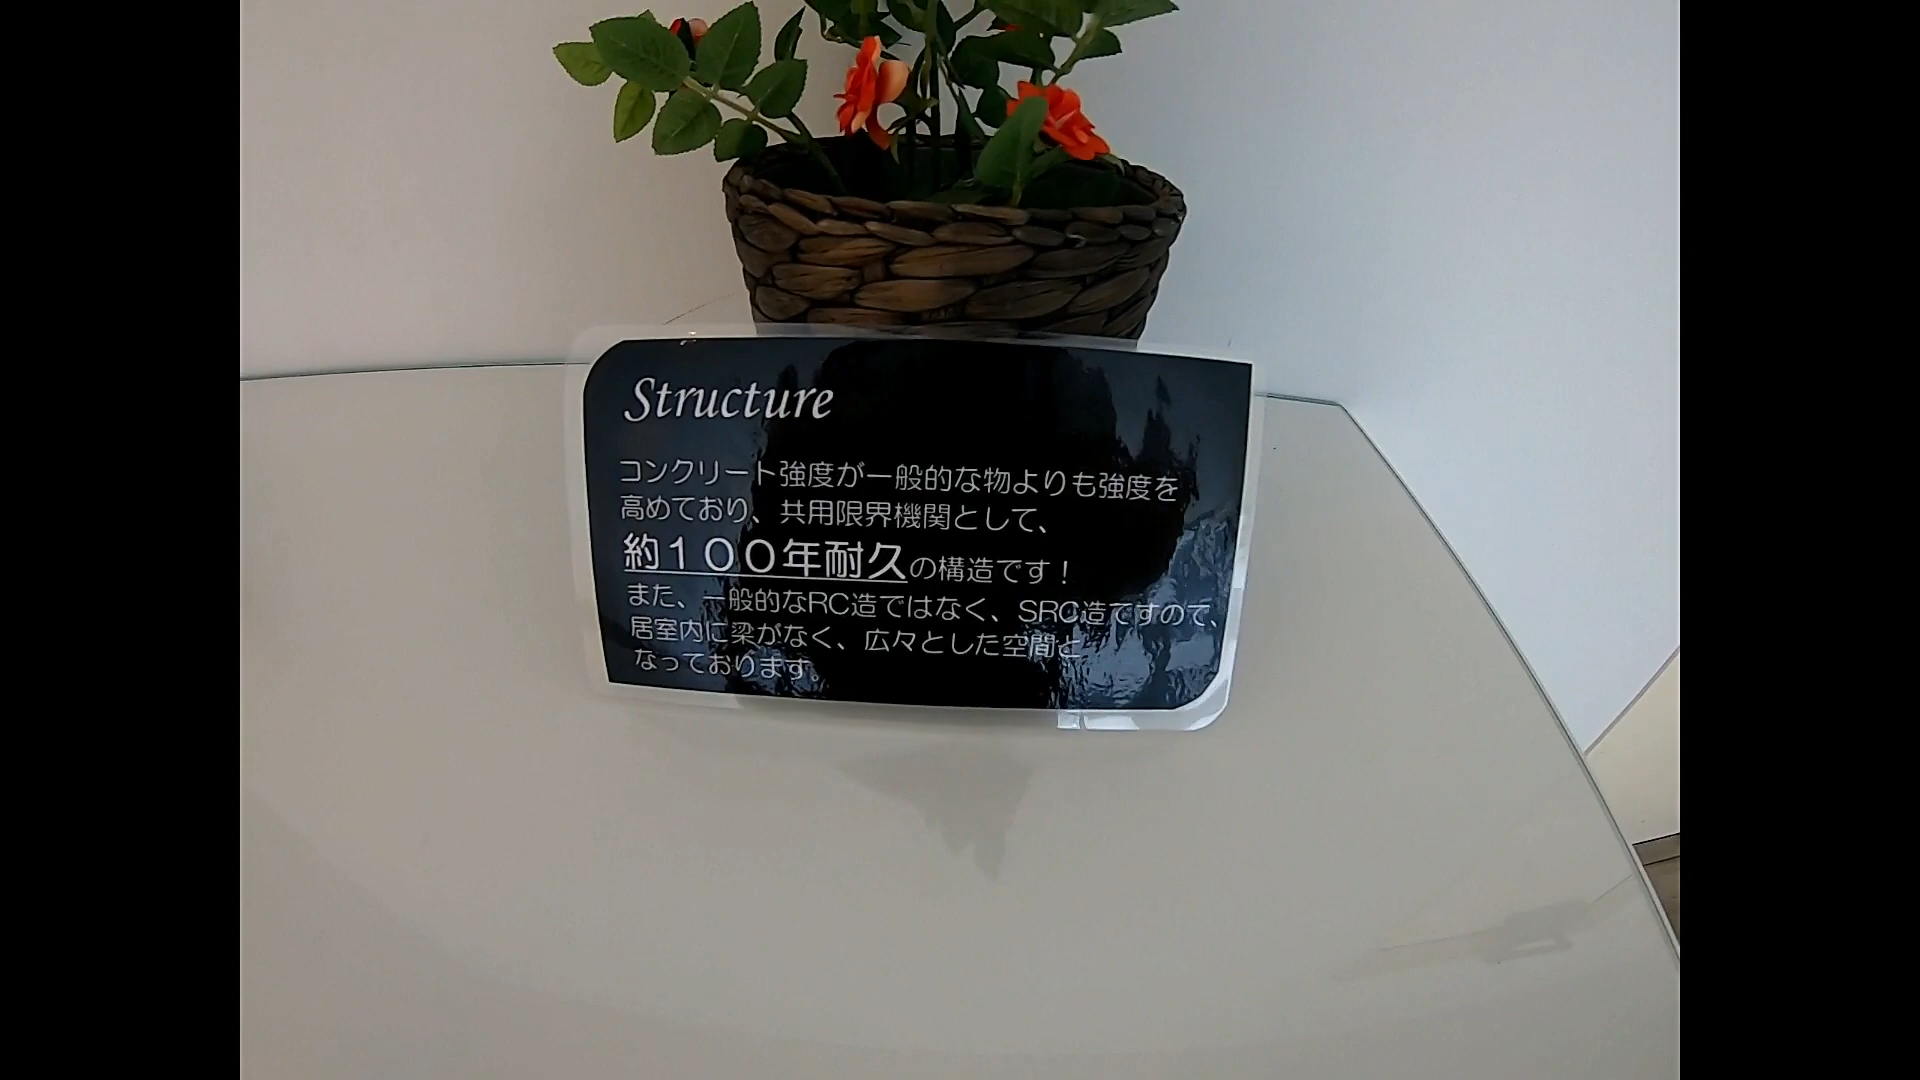 Structure
コンクリート強度が一般的な物よりも強度を
高めており、共用限界機関として、
約１００年耐久の構造です！
また、一般的なRC造ではなく、SRC造ですので、
居室内に梁がなく、広々とした空間と
なっております。